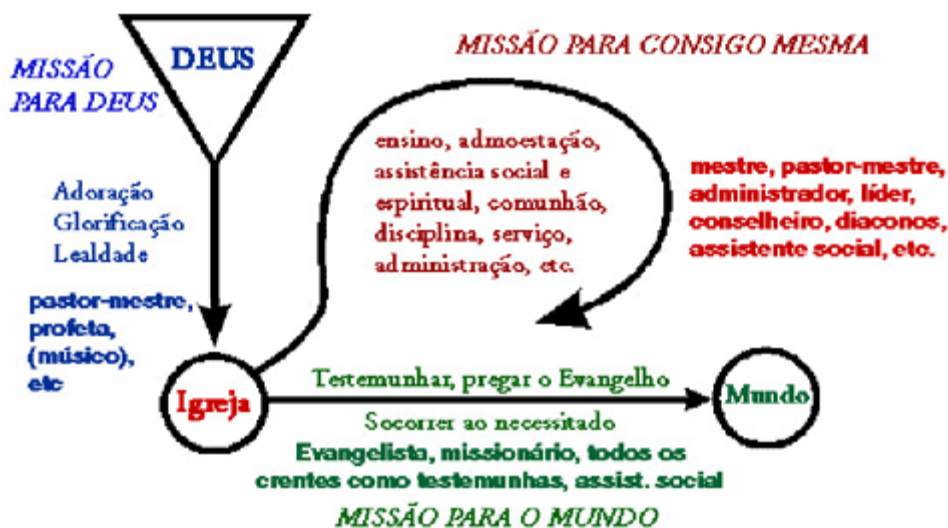 MISSÃO
PARA DEUS
DEUS
Adoração
Glorificação
Lealdade
pastor-mestre,
profeta,
(músico),
etc
Igreja
MISSÃO PARA CONSIGO MESMA
ensino, admoestação,
assistência social e
espiritual, comunhão,
disciplina, serviço,
administração, etc.
mestre, pastor-mestre,
administrador, líder,
conselheiro, diaconos,
assistente social, etc.
Testemunhar, pregar o Evangelho
Socorrer ao necessitado
Mundo
Evangelista, missionário, todos os
crentes como testemunhas, assist. social
MISSÃO PARA O MUNDO